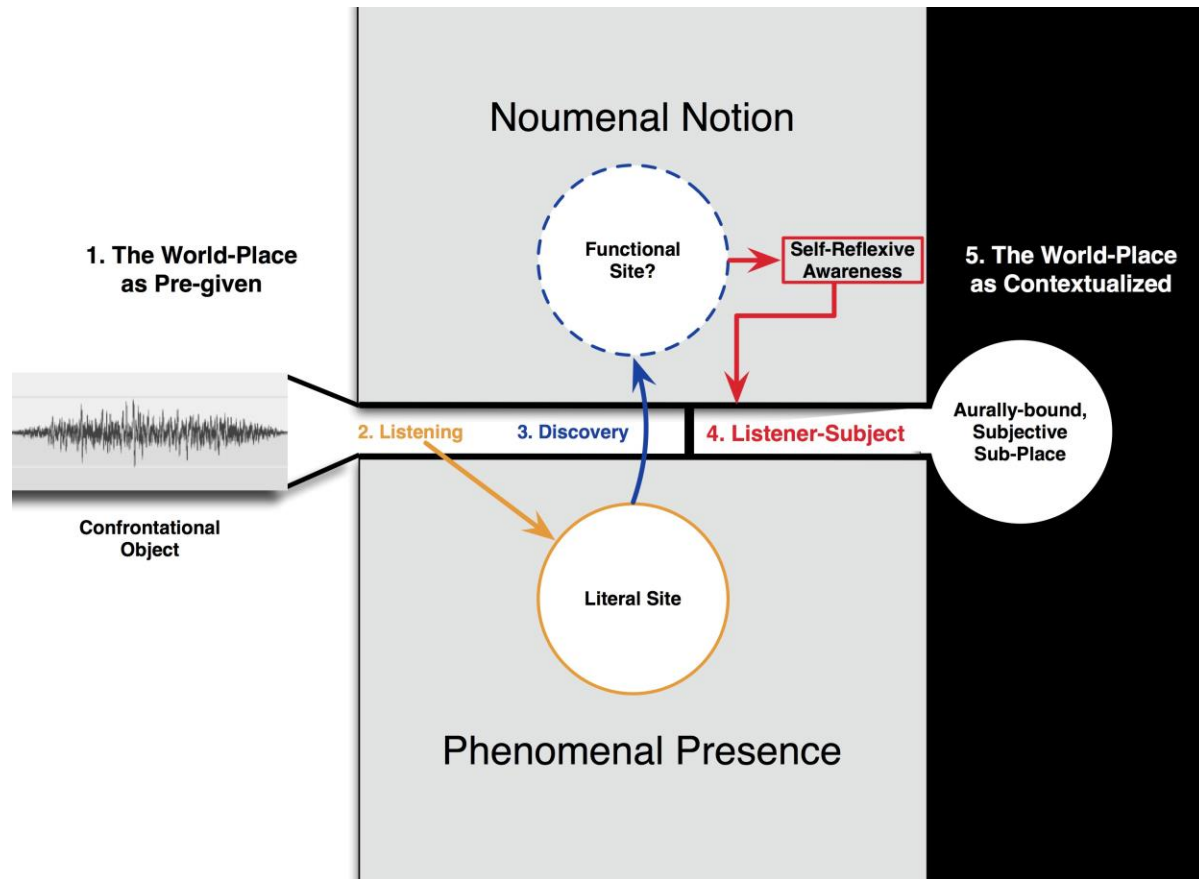 Noumenal Notion
1. The World-Place
as Pre-given
Functional
Site?
Self-Reflexive
Awareness
5. The World-Place
as Contextualized
2. Listening
3. Discovery
4. Listener-Subject
Aurally-bound,
Subjective
Sub-Place
Confrontational
Object
Literal Site
Phenomenal Presence